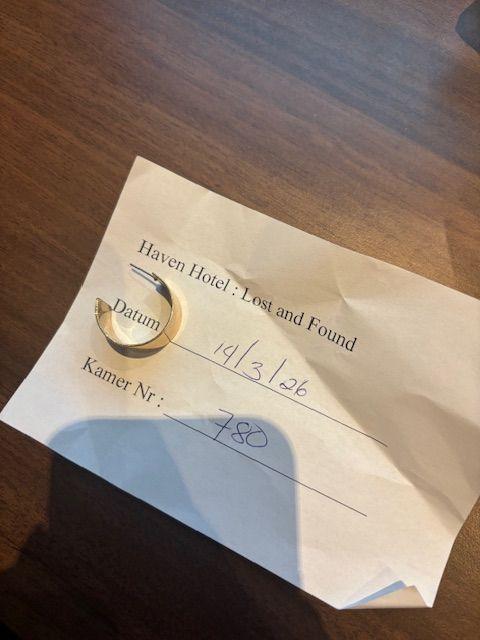 Haven Hotel : Lost and Found
Datum 14/3/26
Kamer Nr : 780